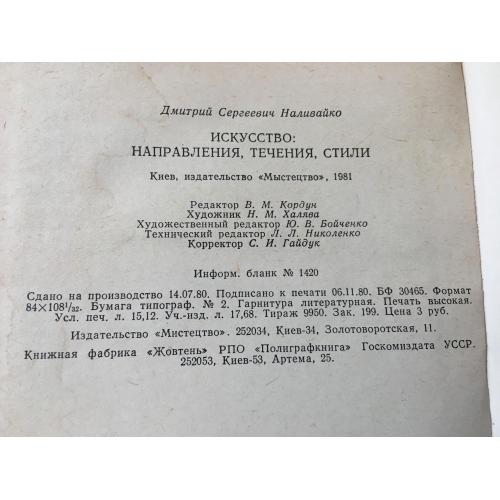 Дмитрий Сергеевич Наливайко
ИСКУССТВО:
НАПРАВЛЕНИЯ, ТЕЧЕНИЯ, СТИЛИ
Киев, издательство «Мыстецтво», 1981
Редактор В. М. Кордун
Художник Н. М. Халява
Художественный редактор Ю. В. Бойченко
Технический редактор Л. Л. Николенко
Корректор С. И. Гайдук
Информ. бланк № 1420
Сдано на производство 14.07.80. Подписано к печати 06.11.80. БФ 30465. Формат
84×108¹/₃₂. Бумага типограф. № 2. Гарнитура литературная. Печать высокая.
Усл. печ. л. 15,12. Уч.-изд. л. 17,68. Тираж 9950. Зак. 199. Цена 3 руб.
Издательство «Мистецтво». 252034, Киев-34, Золотоворотская, 11.
Книжная фабрика «Жовтень» РПО «Полиграфкнига» Госкомиздата УССР.
252053, Киев-53, Артема, 25.